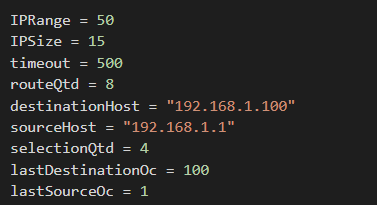 IPRange = 50
IPSize = 15
timeout = 500
routeQtd = 8
destinationHost = "192.168.1.100"
sourceHost = "192.168.1.1"
selectionQtd = 4
lastDestinationOc = 100
lastSourceOc = 1